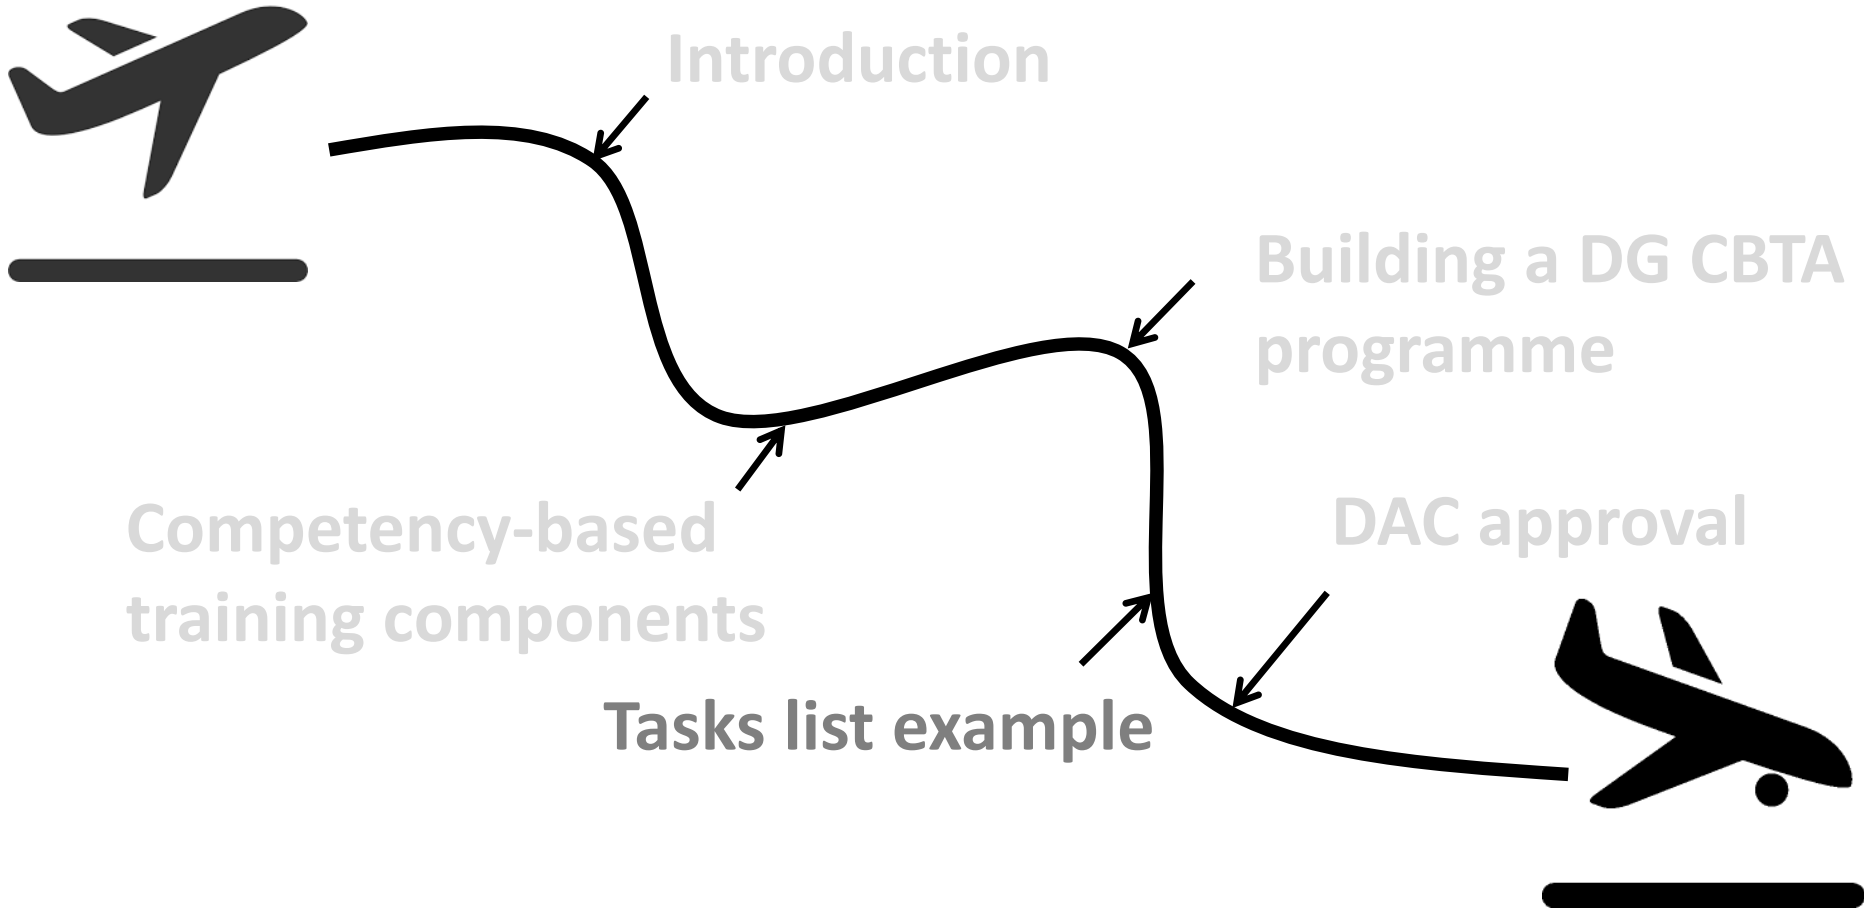 Introduction
Building a DG CBTA
programme
Competency-based
training components
DAC approval
Tasks list example